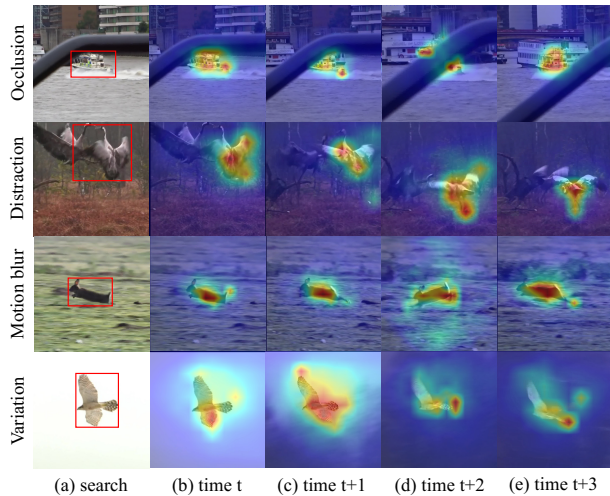 Occlusion
Distraction
Motion blur
Variation
(a) search (b) time t (c) time t+1 (d) time t+2 (e) time t+3